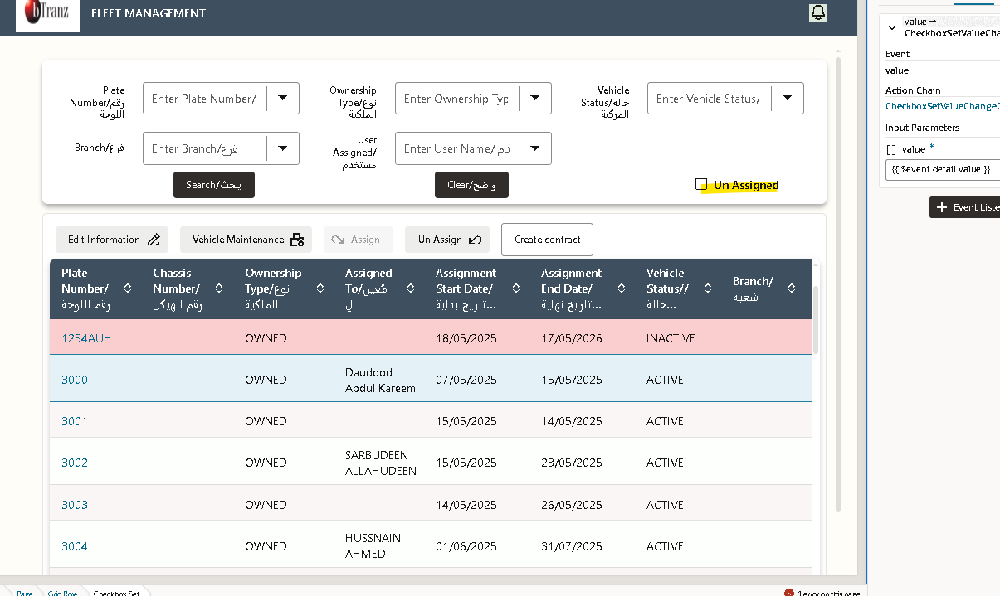 bTranz FLEET MANAGEMENT
Plate
Number/رقم
اللوحة
Enter Plate Number/
Ownership
Type/نوع
الملكية
Enter Ownership Typ
Vehicle
Status/حالة
المركبة
Enter Vehicle Status/
Branch/فرع
Enter Branch/فرع
User
Assigned/
مستخدم
Enter User Name/ دم
Search/يبحث
Clear/واضح
Un Assigned
Edit Information
Vehicle Maintenance
Assign
Un Assign
Create contract
Plate
Number/
رقم اللوحة
Chassis
Number/
رقم الهيكل
Ownership
Type/نوع
الملكية
Assigned
To/مُعين
لِ
Assignment
Start Date/
تاريخ بداية...
Assignment
End Date/
تاريخ نهاية...
Vehicle
Status//
حالة...
Branch/
شعبة
1234AUH OWNED 18/05/2025 17/05/2026 INACTIVE
3000 OWNED Daudood
Abdul Kareem 07/05/2025 15/05/2025 ACTIVE
3001 OWNED 15/05/2025 14/05/2025 ACTIVE
3002 OWNED SARBUDEEN
ALLAHUDEEN 15/05/2025 23/05/2025 ACTIVE
3003 OWNED 14/05/2025 26/05/2025 ACTIVE
3004 OWNED HUSSNAIN
AHMED 01/06/2025 31/07/2025 ACTIVE
Page Grid Row Checkbox Set
1 error on this page
value →
CheckboxSetValueCha
Event
value
Action Chain
CheckboxSetValueChangeC
Input Parameters
[] value *
{{ $event.detail.value }}
+ Event Liste